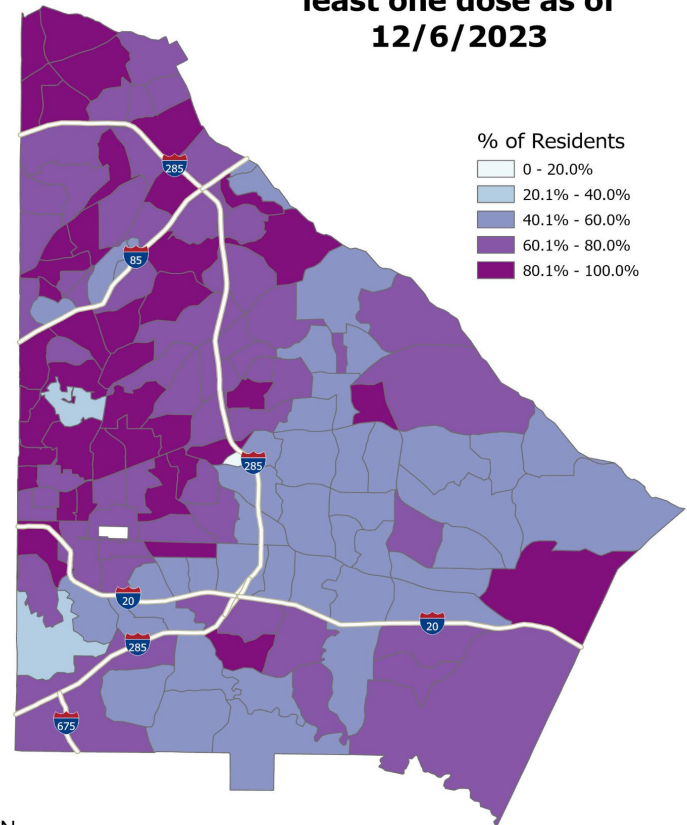 least one dose as of
12/6/2023
% of Residents
0 - 20.0%
20.1% - 40.0%
40.1% - 60.0%
60.1% - 80.0%
80.1% - 100.0%
285
85
285
20
20
285
675
N